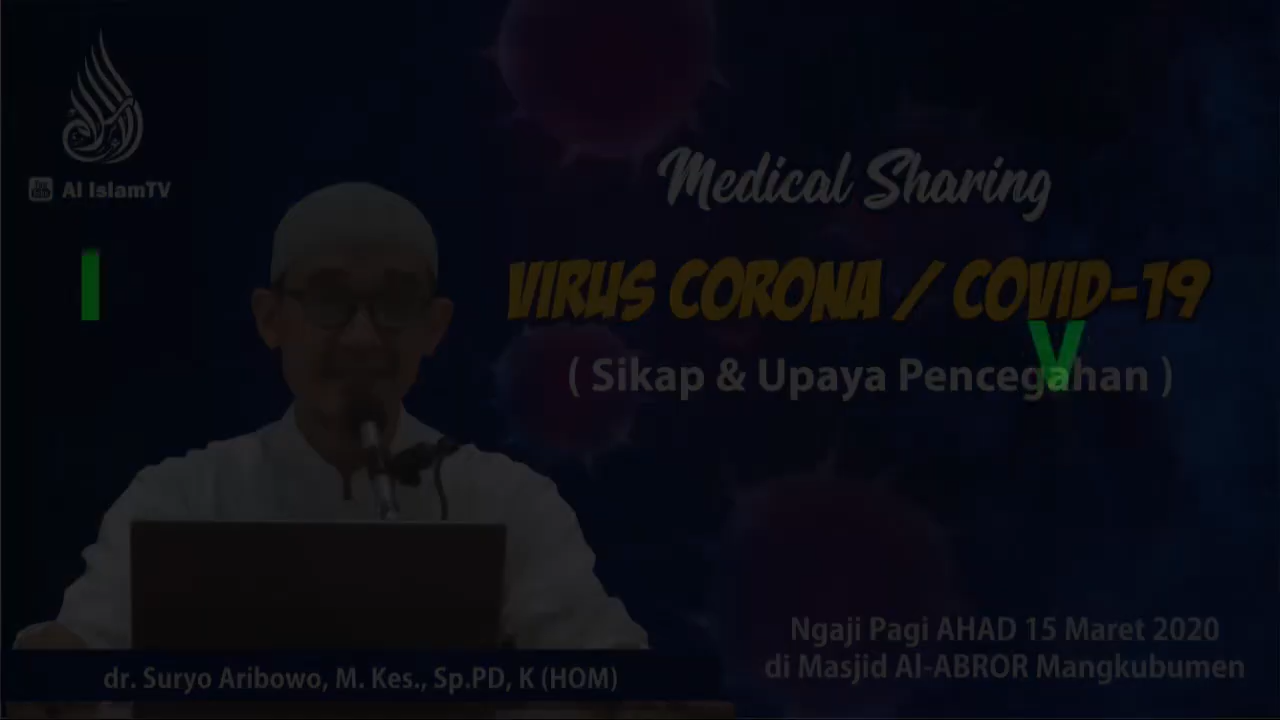 Al IslamTV
Medical Sharing
VIRUS CORONA / COVID-19
( Sikap & Upaya Pencegahan )
I
V
Ngaji Pagi AHAD 15 Maret 2020
di Masjid Al-ABROR Mangkubumen
dr. Suryo Aribowo, M. Kes., Sp.PD, K (HOM)